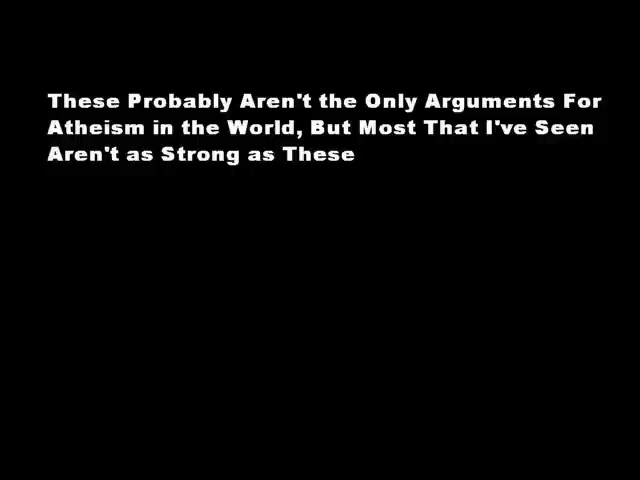 These Probably Aren't the Only Arguments For
Atheism in the World, But Most That I've Seen
Aren't as Strong as These